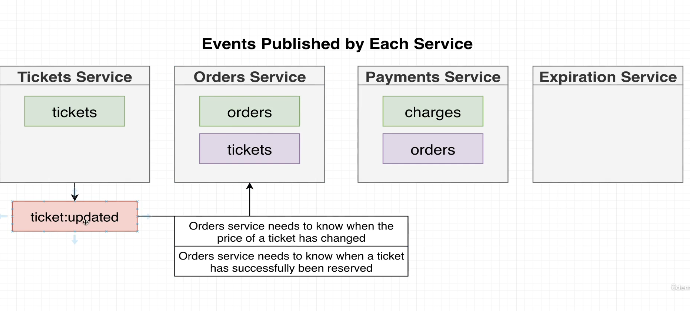 Events Published by Each Service
Tickets Service
Orders Service
Payments Service
Expiration Service
tickets
orders
charges
tickets
orders
ticket:updated
Orders service needs to know when the
price of a ticket has changed
Orders service needs to know when a ticket
has successfully been reserved